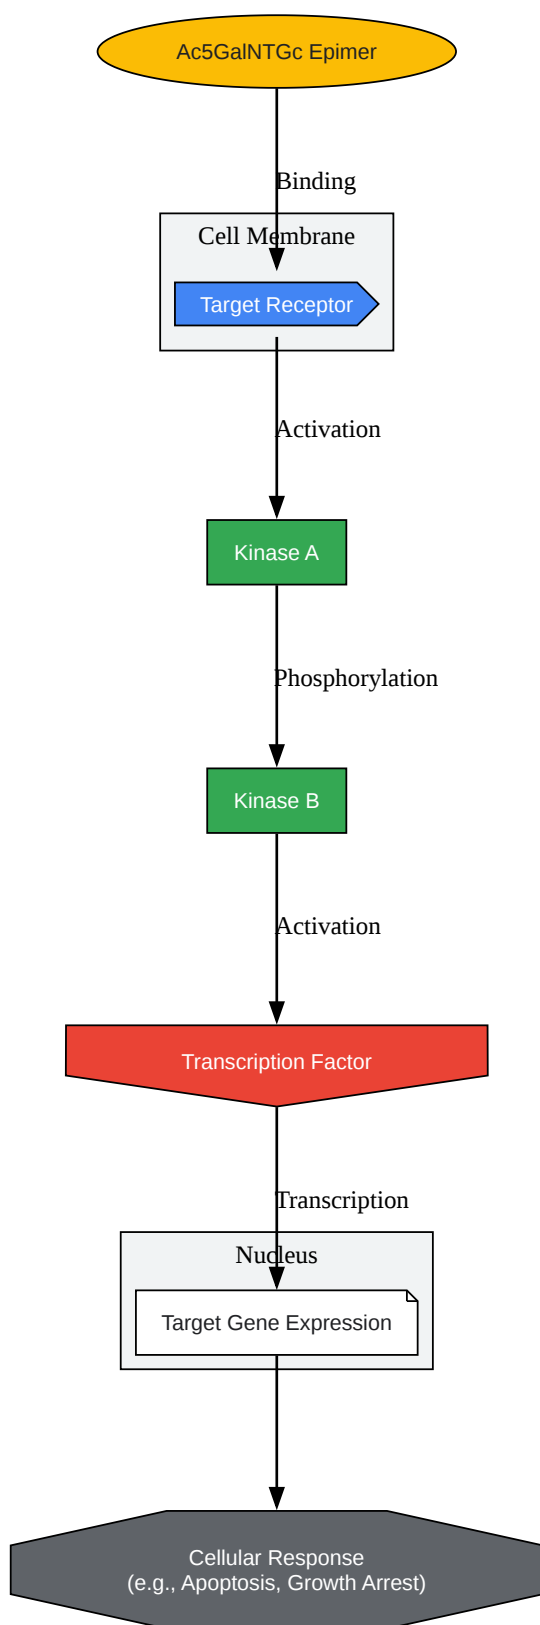 Ac5GalNTGc Epimer
Binding
Cell Membrane
Target Receptor
Activation
Kinase A
Phosphorylation
Kinase B
Activation
Transcription Factor
Transcription
Nucleus
Target Gene Expression
Cellular Response
(e.g., Apoptosis, Growth Arrest)